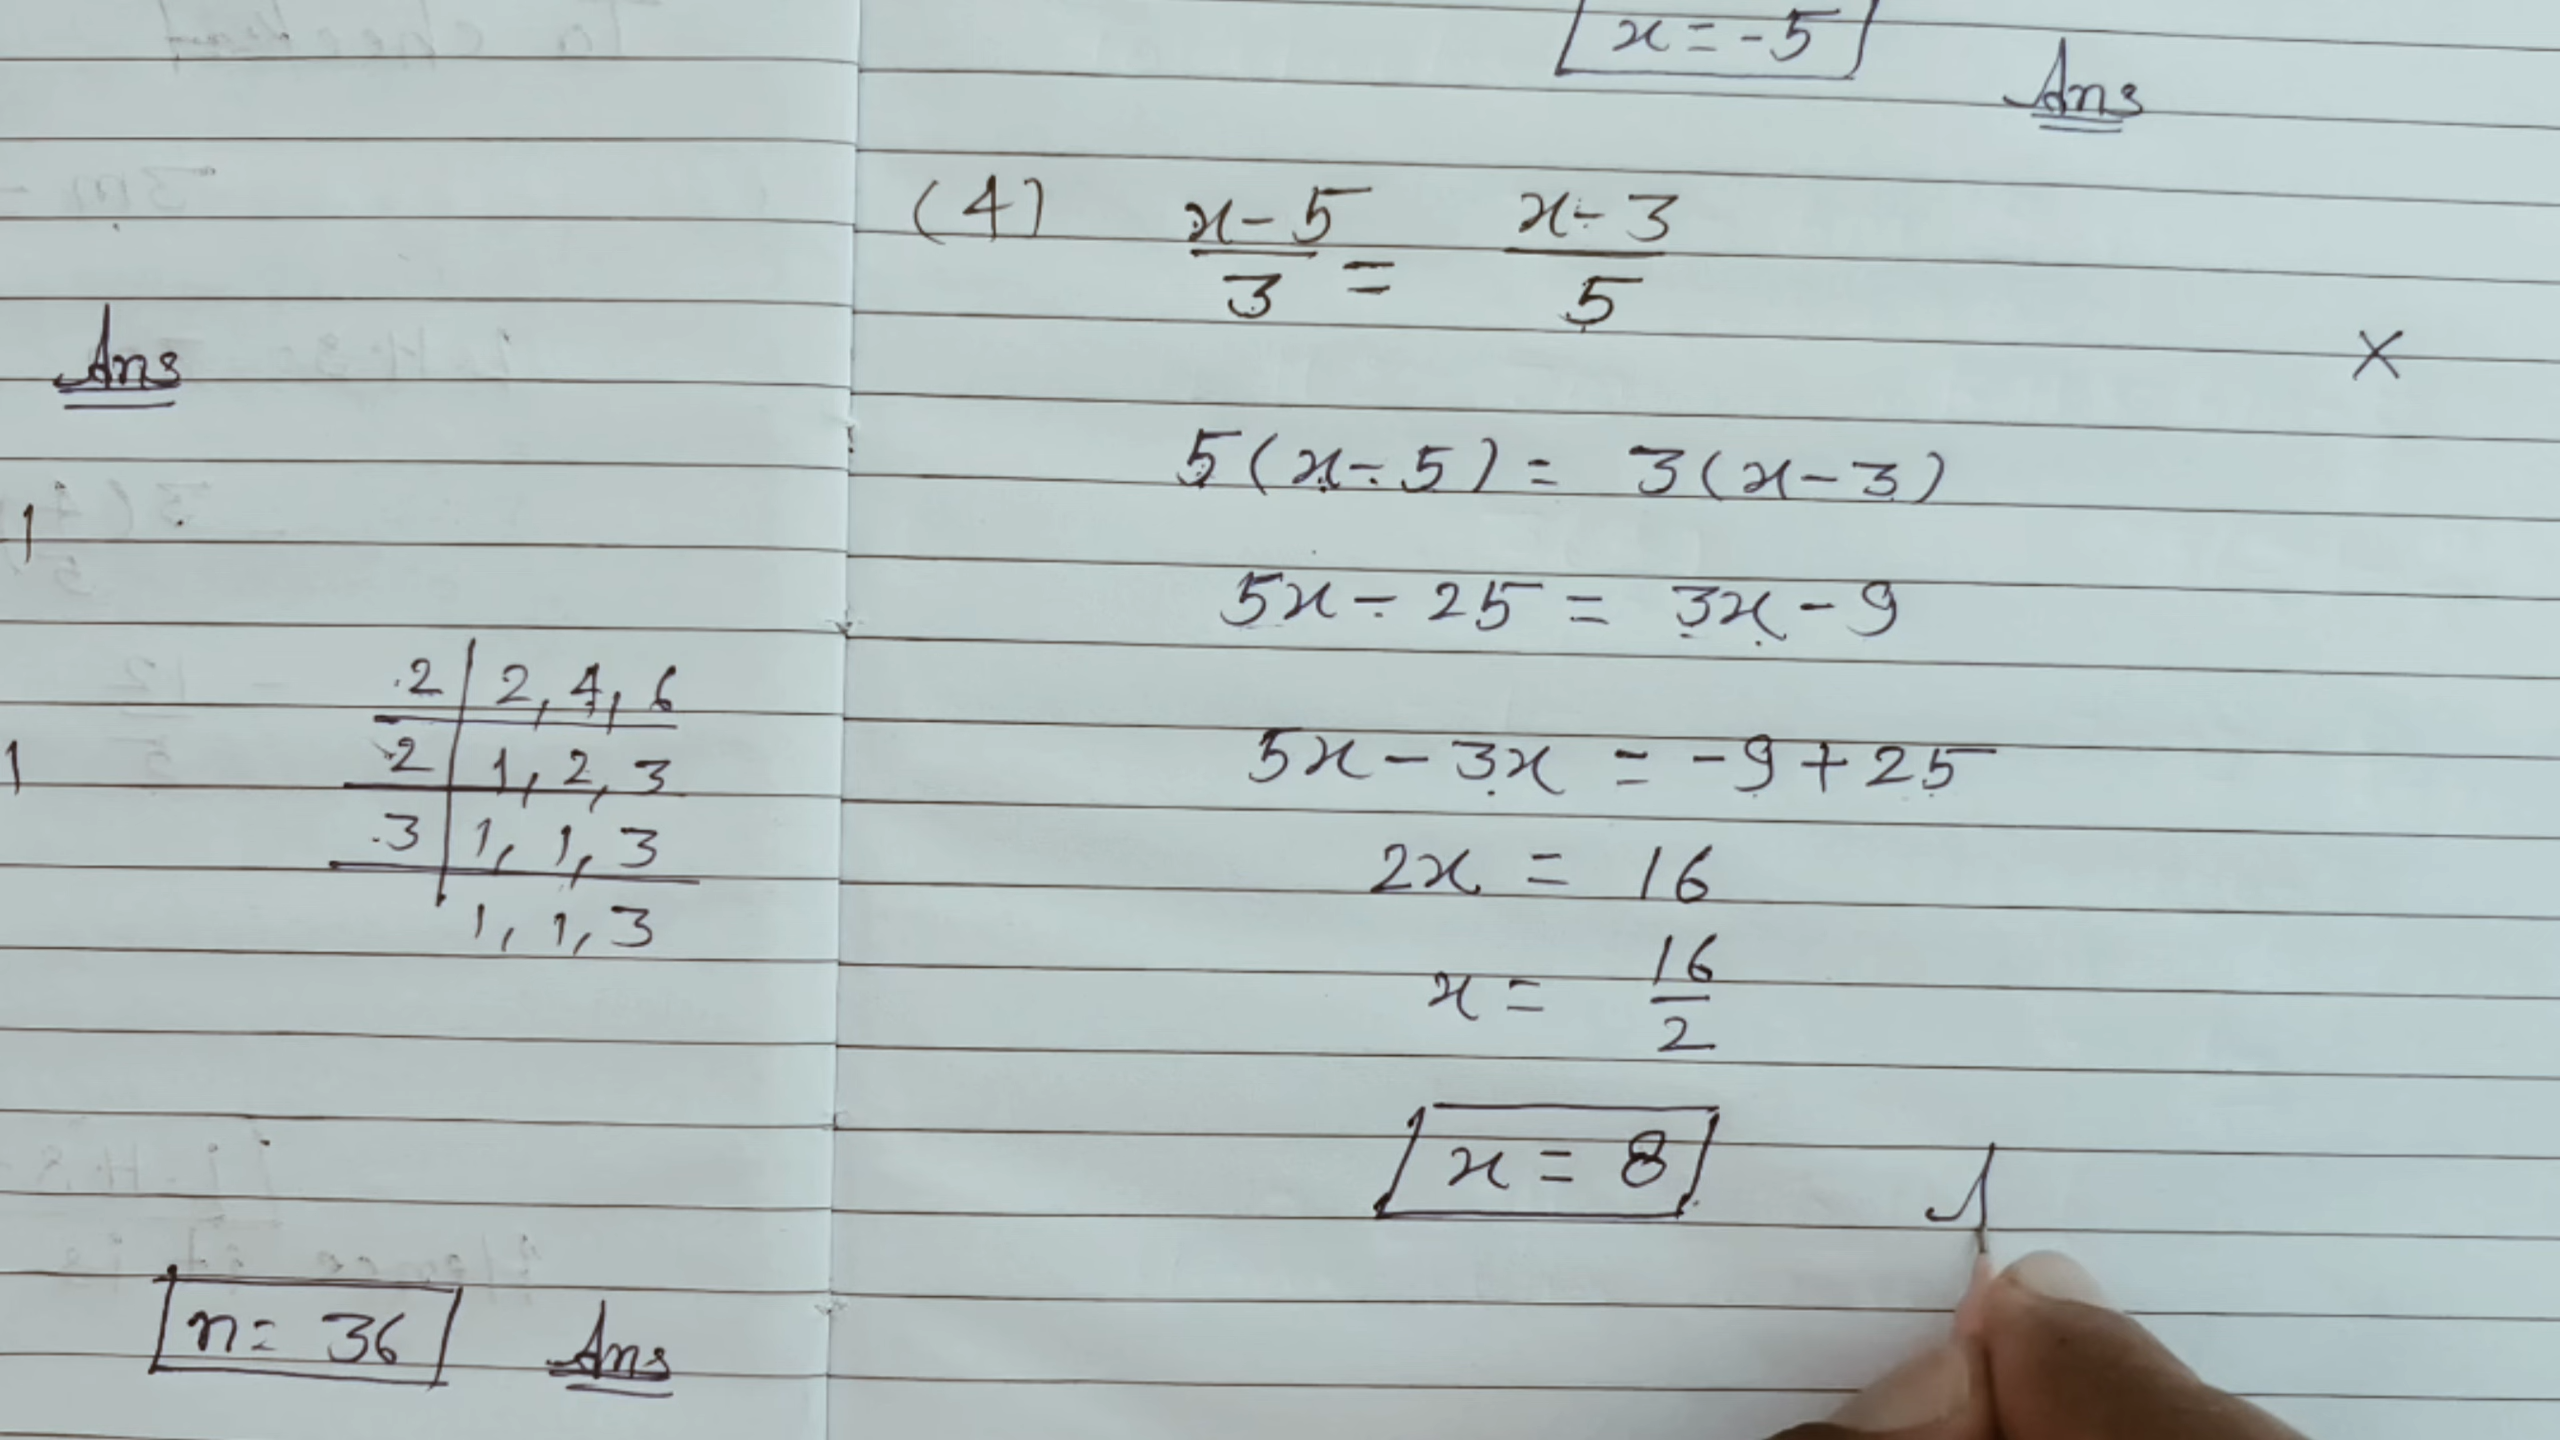 Ans
1
2 | 2, 4, 6
2 | 1, 2, 3
1
3 | 1, 1, 3
1, 1, 3
n = 36 Ans
x = -5
Ans
(4) x-5/3 = x-3/5
×
5(x-5) = 3(x-3)
5x - 25 = 3x - 9
5x - 3x = -9 + 25
2x = 16
x = 16/2
x = 8